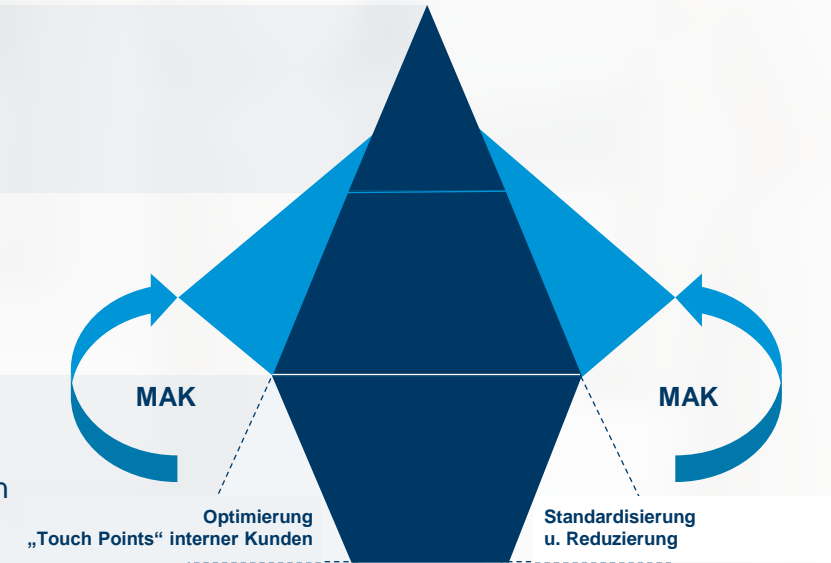 MAK
MAK
n
Optimierung
„Touch Points“ interner Kunden
Standardisierung
u. Reduzierung